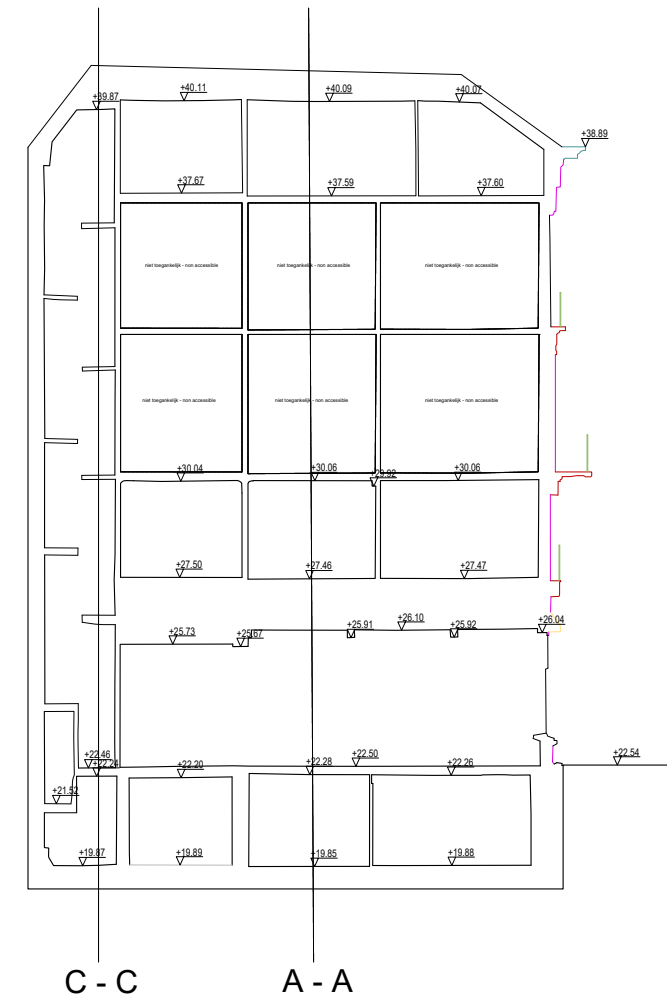 +39.87 +40.11 +40.09 +40.07
+38.89
+37.67 +37.59 +37.60
niet toegankelijk - non accessible niet toegankelijk - non accessible niet toegankelijk - non accessible
niet toegankelijk - non accessible niet toegankelijk - non accessible niet toegankelijk - non accessible
+30.04 +30.06 +29.92 +30.06
+27.50 +27.46 +27.47
+25.73 +25.67 +25.91 +26.10 +25.92 +26.04
+22.46 +22.50 +22.54
+22.24 +22.20 +22.28 +22.26
+21.52
+19.87 +19.89 +19.85 +19.88
C - C A - A